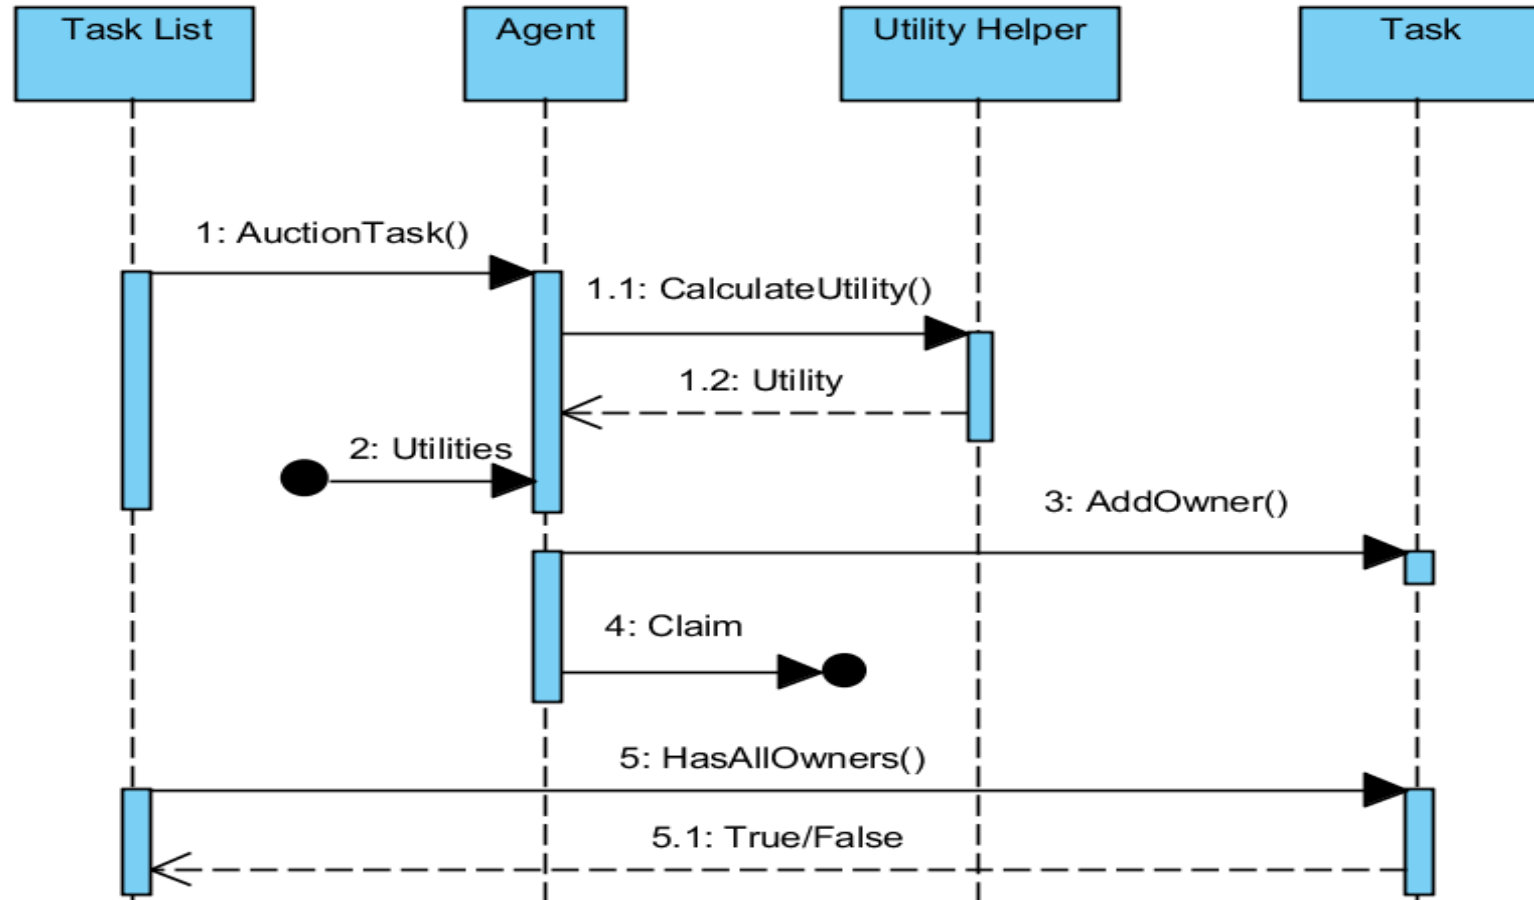 Task List
Agent
Utility Helper
Task
1: AuctionTask()
1.1: CalculateUtility()
1.2: Utility
2: Utilities
3: AddOwner()
4: Claim
5: HasAllOwners()
5.1: True/False